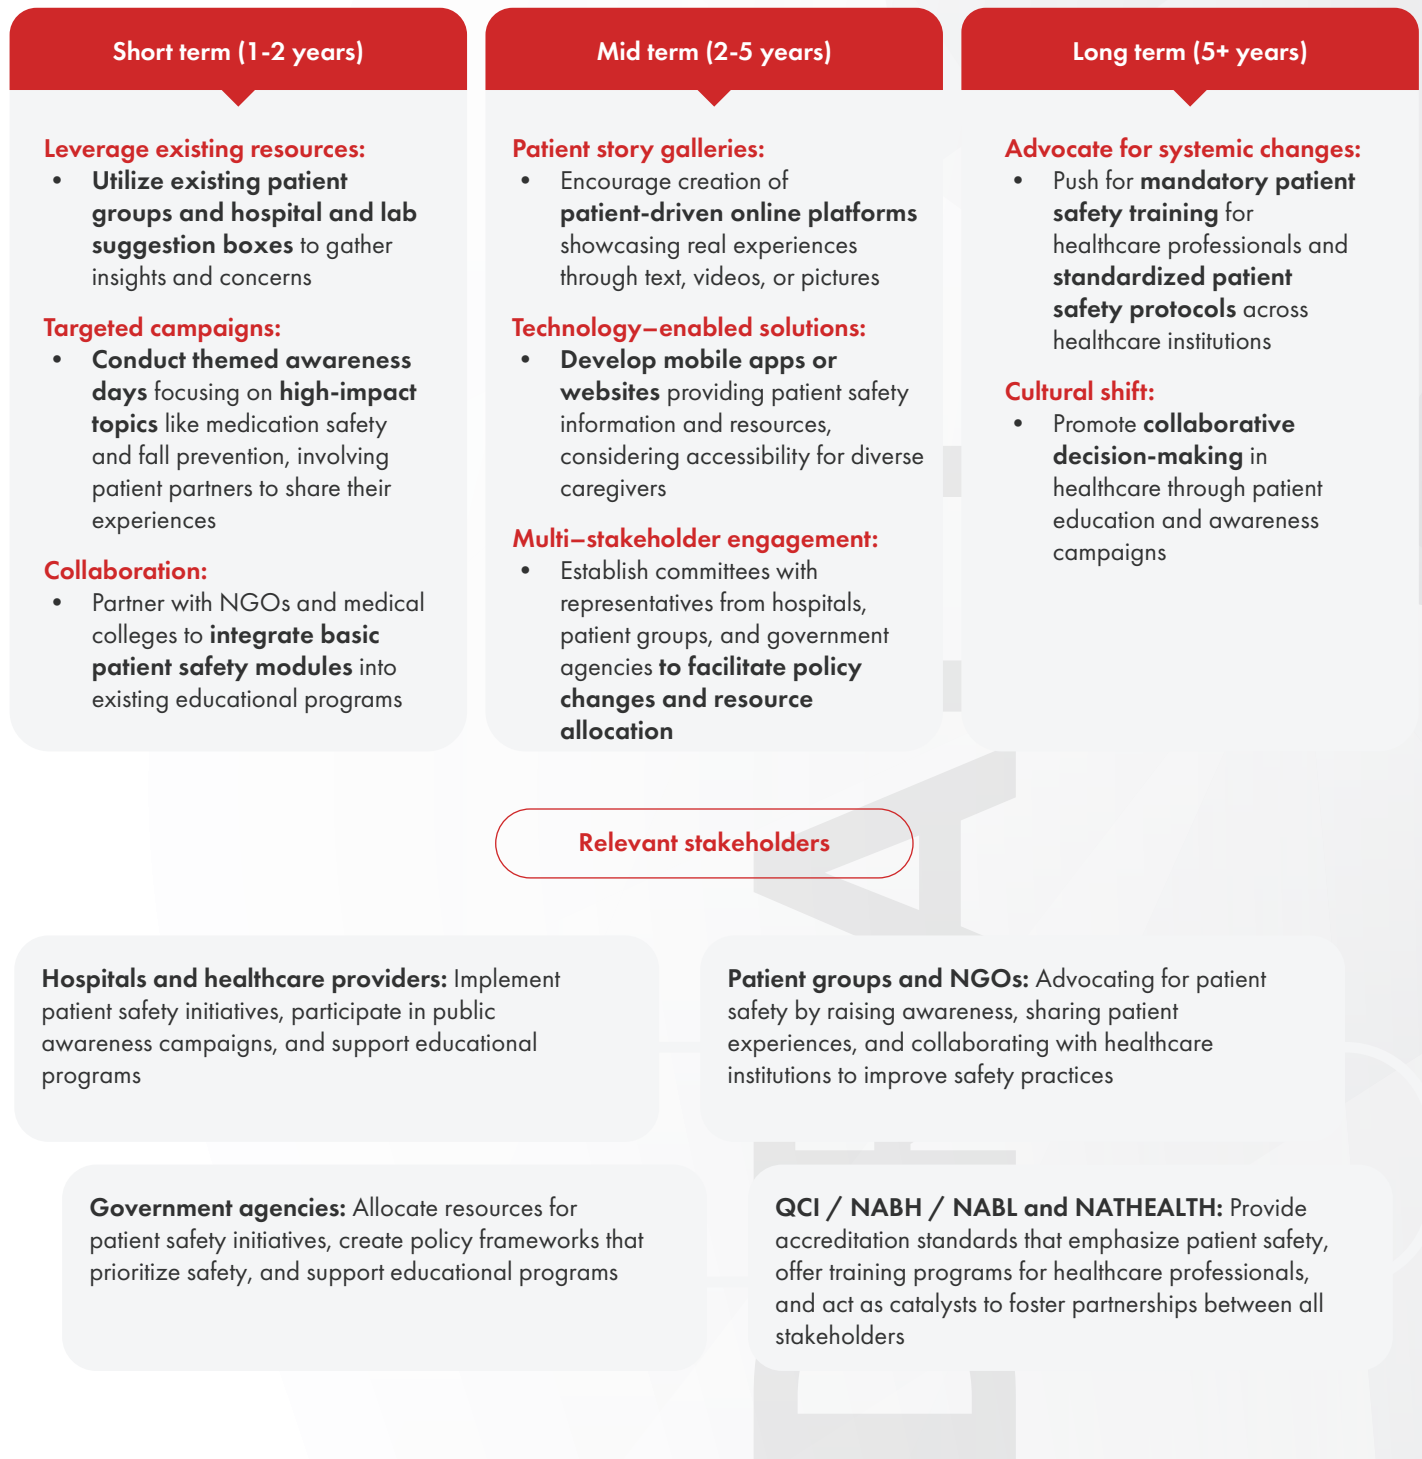 Short term (1-2 years)
Leverage existing resources:
• Utilize existing patient
groups and hospital and lab
suggestion boxes to gather
insights and concerns
Targeted campaigns:
• Conduct themed awareness
days focusing on high-impact
topics like medication safety
and fall prevention, involving
patient partners to share their
experiences
Collaboration:
• Partner with NGOs and medical
colleges to integrate basic
patient safety modules into
existing educational programs
Mid term (2-5 years)
Patient story galleries:
• Encourage creation of
patient-driven online platforms
showcasing real experiences
through text, videos, or pictures
Technology–enabled solutions:
• Develop mobile apps or
websites providing patient safety
information and resources,
considering accessibility for diverse
caregivers
Multi–stakeholder engagement:
• Establish committees with
representatives from hospitals,
patient groups, and government
agencies to facilitate policy
changes and resource
allocation
Long term (5+ years)
Advocate for systemic changes:
• Push for mandatory patient
safety training for
healthcare professionals and
standardized patient
safety protocols across
healthcare institutions
Cultural shift:
• Promote collaborative
decision-making in
healthcare through patient
education and awareness
campaigns
Relevant stakeholders
Hospitals and healthcare providers: Implement
patient safety initiatives, participate in public
awareness campaigns, and support educational
programs
Patient groups and NGOs: Advocating for patient
safety by raising awareness, sharing patient
experiences, and collaborating with healthcare
institutions to improve safety practices
Government agencies: Allocate resources for
patient safety initiatives, create policy frameworks that
prioritize safety, and support educational programs
QCI / NABH / NABL and NATHEALTH: Provide
accreditation standards that emphasize patient safety,
offer training programs for healthcare professionals,
and act as catalysts to foster partnerships between all
stakeholders